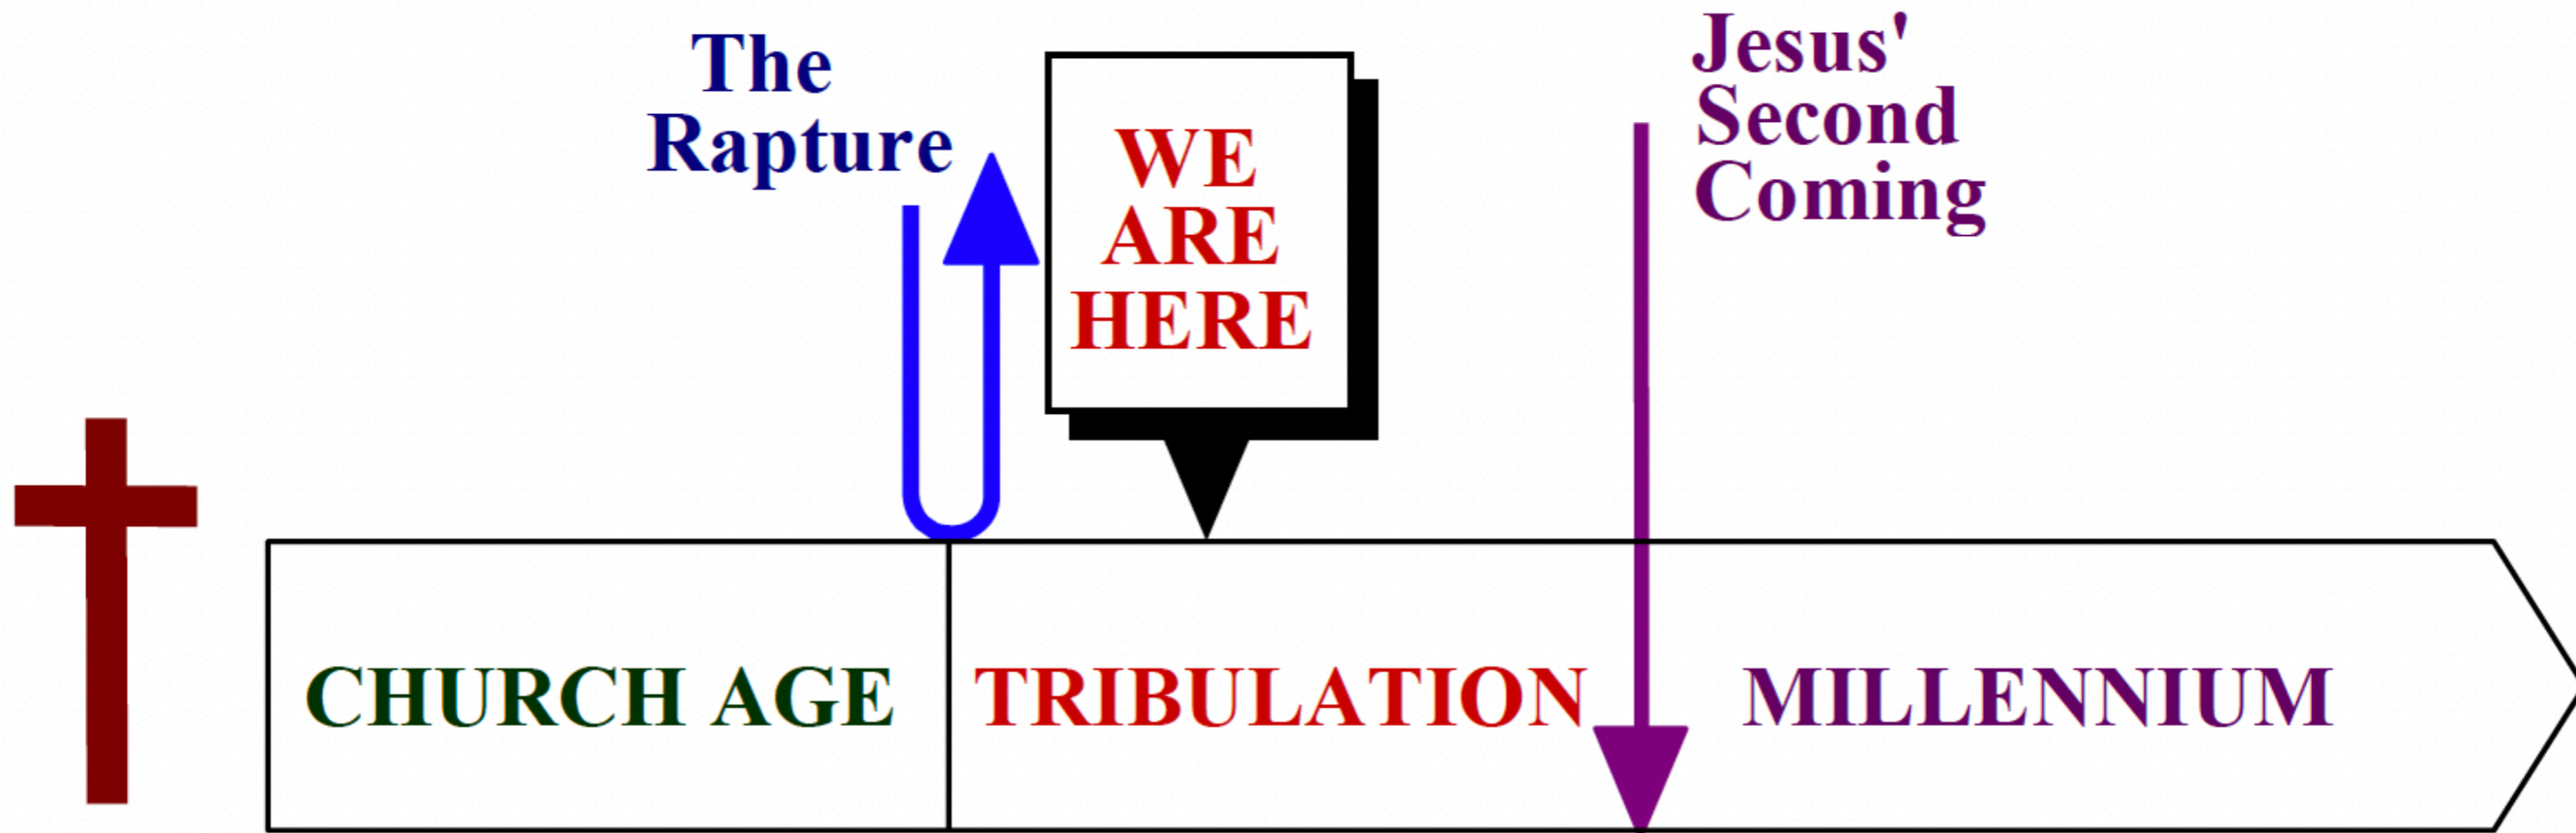 The
Rapture
WE
ARE
HERE
Jesus'
Second
Coming
CHURCH AGE
TRIBULATION
MILLENNIUM